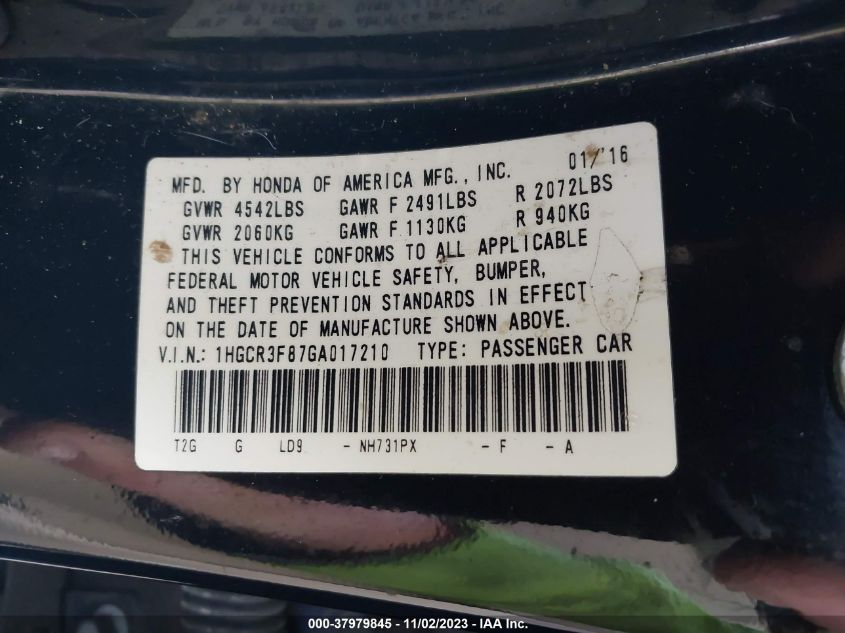 MFD. BY HONDA OF AMERICA MFG., INC. 01/'16
GVWR 4542LBS GAWR F 2491LBS R 2072LBS
GVWR 2060KG GAWR F 1130KG R 940KG
THIS VEHICLE CONFORMS TO ALL APPLICABLE
FEDERAL MOTOR VEHICLE SAFETY, BUMPER,
AND THEFT PREVENTION STANDARDS IN EFFECT
ON THE DATE OF MANUFACTURE SHOWN ABOVE.
V.I.N.: 1HGCR3F87GA017210 TYPE: PASSENGER CAR
T2G G LD9 - NH731PX - F - A
000-37979845 - 11/02/2023 - IAA Inc.